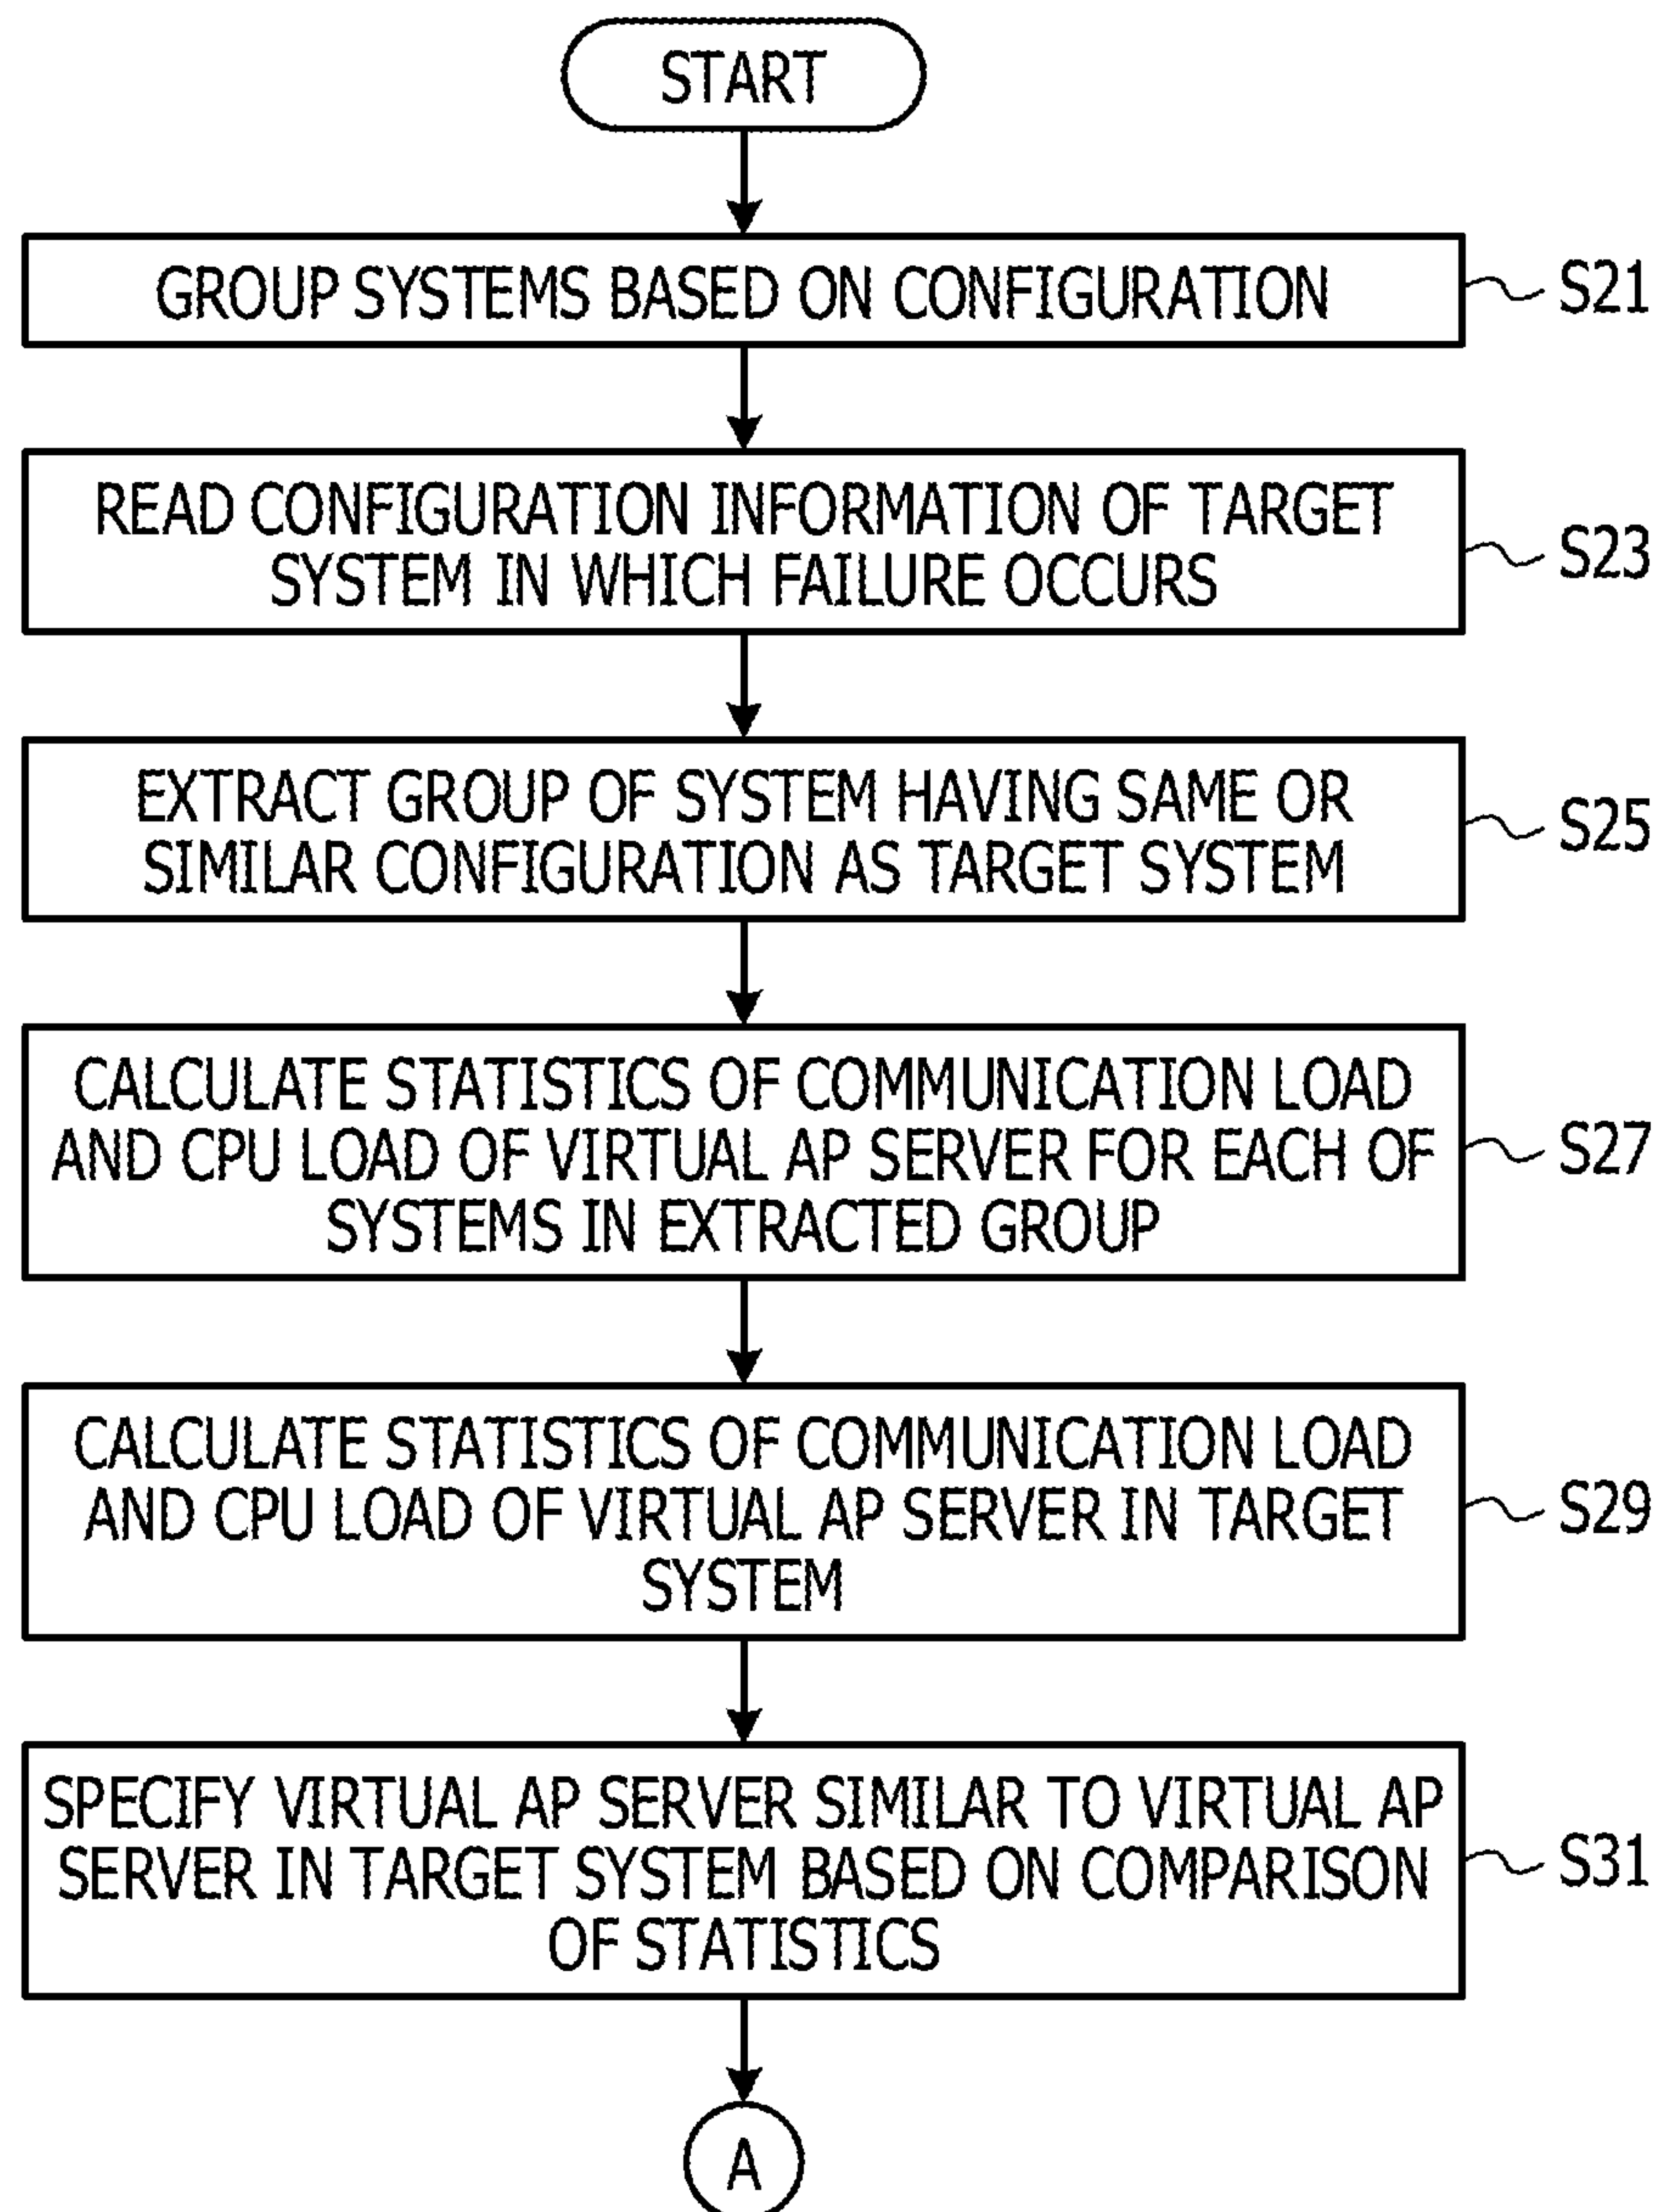 START
GROUP SYSTEMS BASED ON CONFIGURATION
S21
READ CONFIGURATION INFORMATION OF TARGET
SYSTEM IN WHICH FAILURE OCCURS
S23
EXTRACT GROUP OF SYSTEM HAVING SAME OR
SIMILAR CONFIGURATION AS TARGET SYSTEM
S25
CALCULATE STATISTICS OF COMMUNICATION LOAD
AND CPU LOAD OF VIRTUAL AP SERVER FOR EACH OF
SYSTEMS IN EXTRACTED GROUP
S27
CALCULATE STATISTICS OF COMMUNICATION LOAD
AND CPU LOAD OF VIRTUAL AP SERVER IN TARGET
SYSTEM
S29
SPECIFY VIRTUAL AP SERVER SIMILAR TO VIRTUAL AP
SERVER IN TARGET SYSTEM BASED ON COMPARISON
OF STATISTICS
S31
A